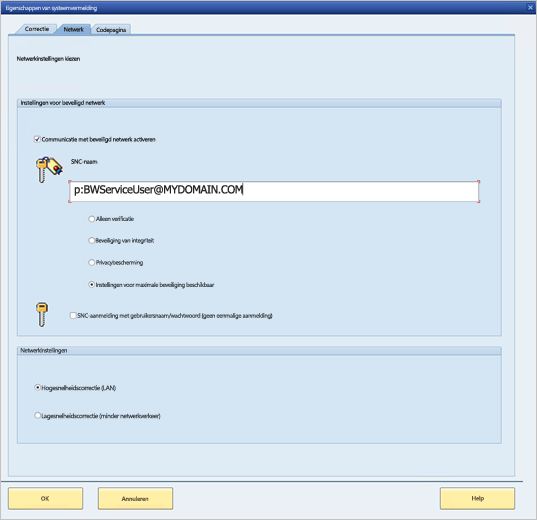 Eigenschappen van systeemvermelding
Correctie
Netwerk
Codepagina
Netwerkinstellingen kiezen
Instellingen voor beveiligd netwerk
Communicatie met beveiligd netwerk activeren
SNC-naam
p:BWServiceUser@MYDOMAIN.COM
Alleen verificatie
Beveiliging van integriteit
Privacybescherming
Instellingen voor maximale beveiliging beschikbaar
SNC-aanmelding met gebruikersnaam/wachtwoord (geen eenmalige aanmelding)
Netwerkinstellingen
Hogesnelheidscorrectie (LAN)
Lagesnelheidscorrectie (minder netwerkverkeer)
OK
Annuleren
Help